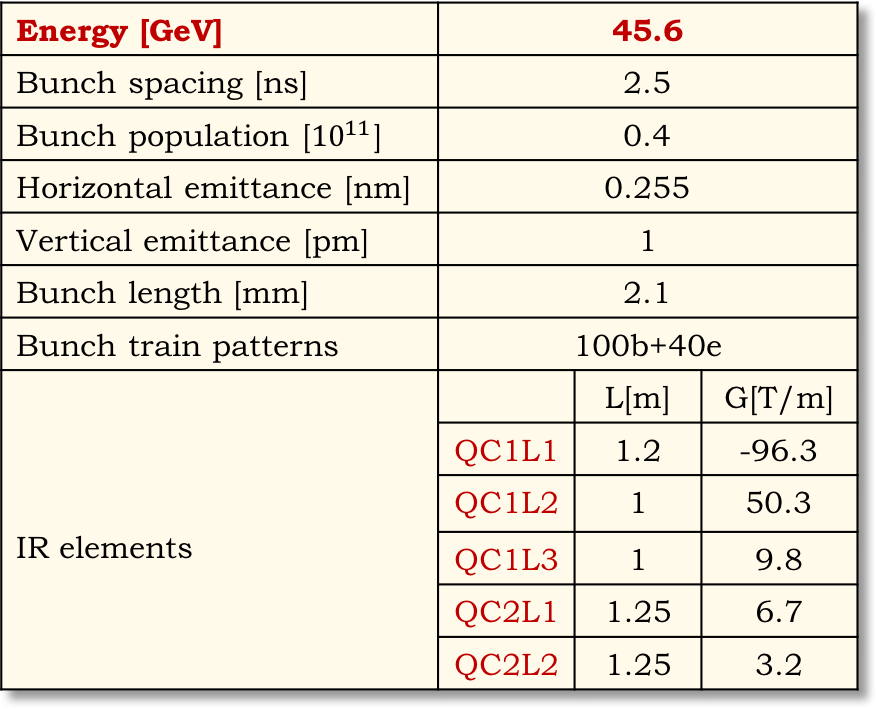 Energy [GeV] 45.6
Bunch spacing [ns] 2.5
Bunch population [10¹¹] 0.4
Horizontal emittance [nm] 0.255
Vertical emittance [pm] 1
Bunch length [mm] 2.1
Bunch train patterns 100b+40e
IR elements
L[m] G[T/m]
QC1L1 1.2 -96.3
QC1L2 1 50.3
QC1L3 1 9.8
QC2L1 1.25 6.7
QC2L2 1.25 3.2